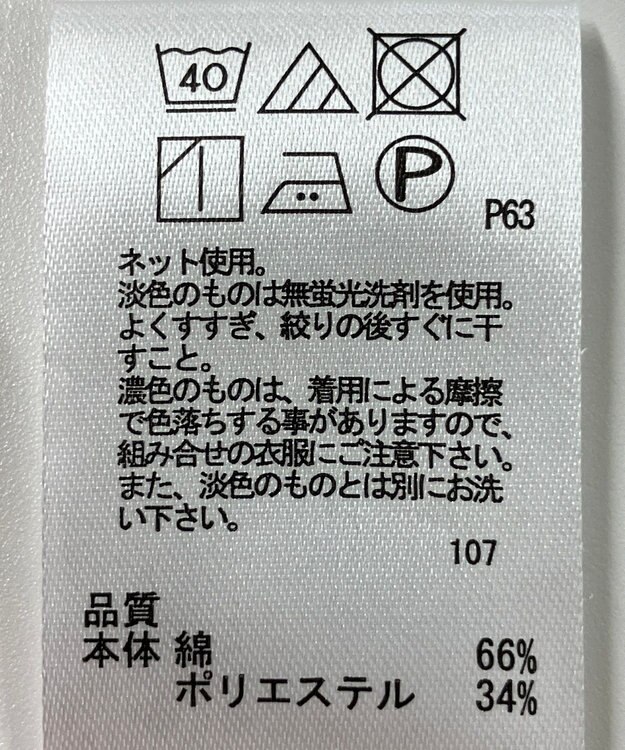 40
P
P63
ネット使用。
淡色のものは無蛍光洗剤を使用。
よくすすぎ、絞りの後すぐに干
すこと。
濃色のものは、着用による摩擦
で色落ちする事がありますので、
組み合せの衣服にご注意下さい。
また、淡色のものとは別にお洗
い下さい。
107
品質
本体 綿 66%
ポリエステル 34%